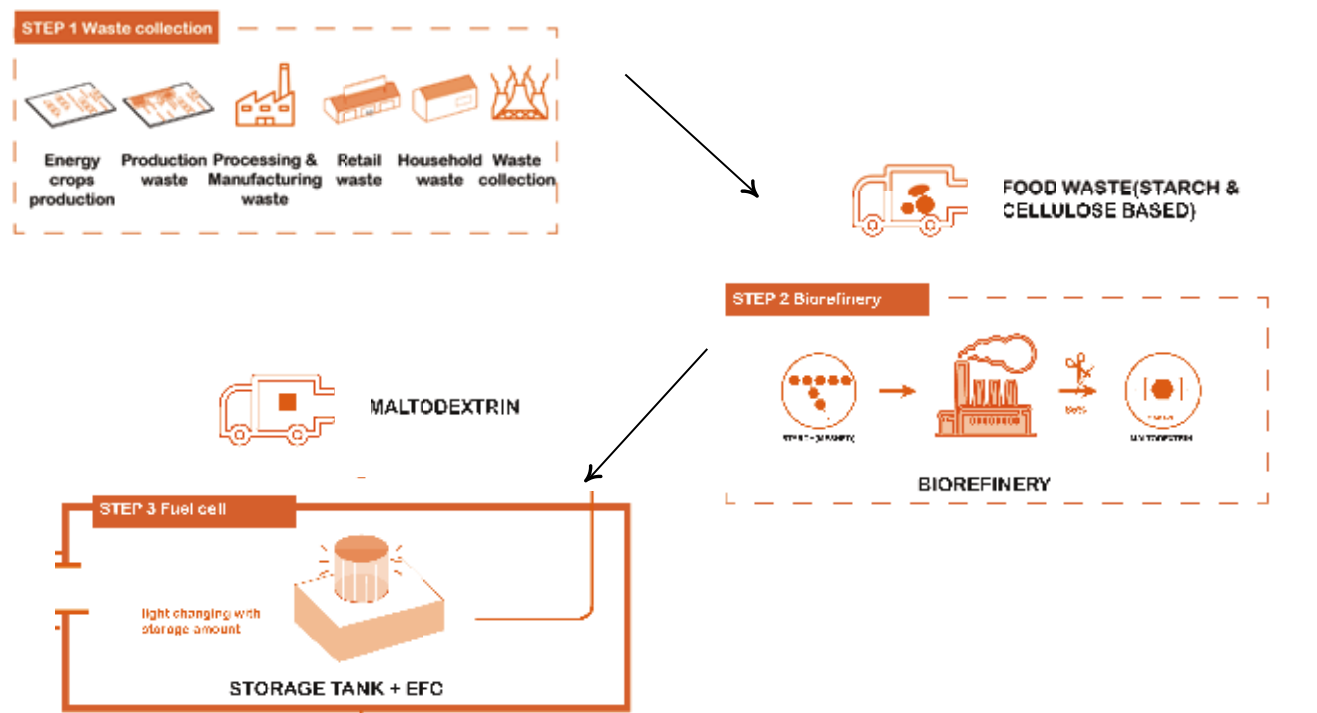 STEP 1 Waste collection
Energy
crops
production
Production
waste
Processing &
Manufacturing
waste
Retail
waste
Household
waste
Waste
collection
FOOD WASTE(STARCH &
CELLULOSE BASED)
STEP 2 Biorefinery
MALTODEXTRIN
BIOREFINERY
MALTODEXTRIN
STEP 3 Fuel cell
light changing with
storage amount
STORAGE TANK + EFC